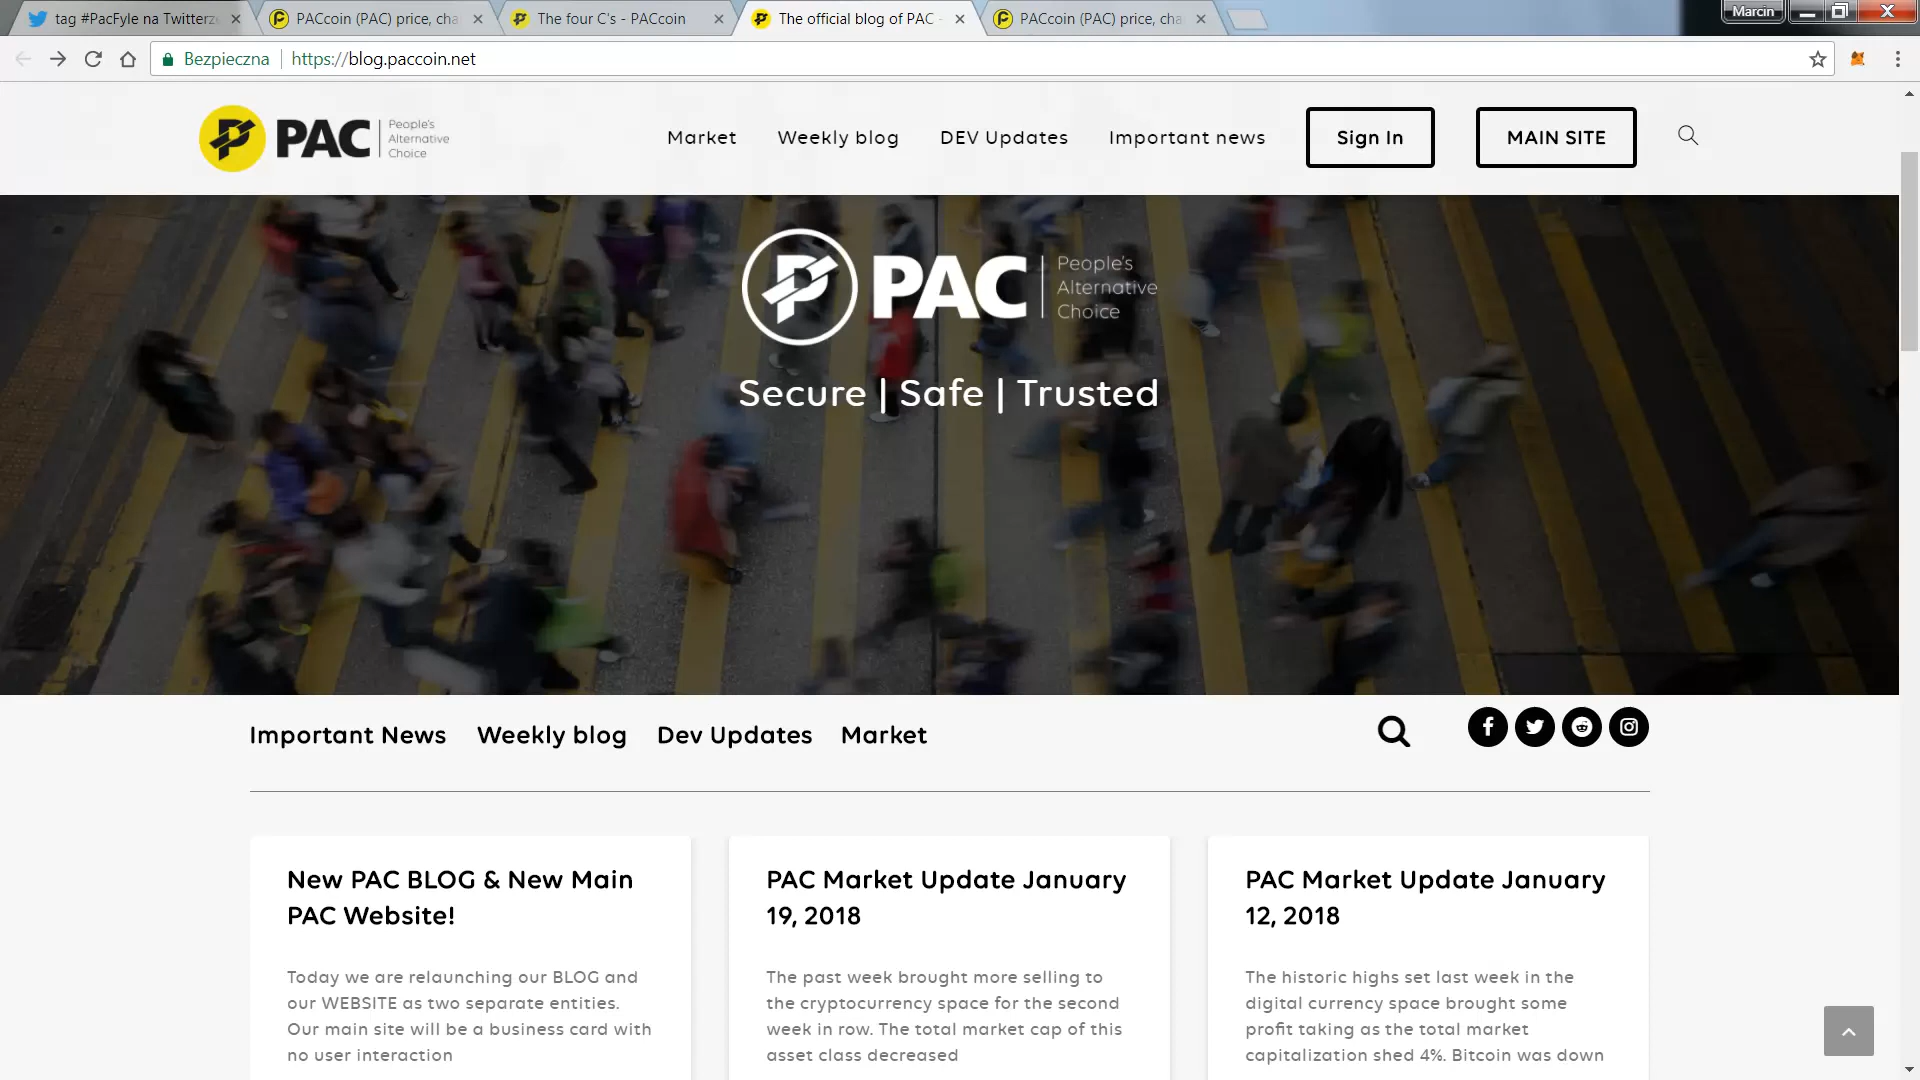 tag #PacFyle na Twitterze
PACcoin (PAC) price, cha
The four C's - PACcoin
The official blog of PAC -
PACcoin (PAC) price, cha
Marcin
Bezpieczna
https://blog.paccoin.net
PAC
People's
Alternative
Choice
Market
Weekly blog
DEV Updates
Important news
Sign In
MAIN SITE
PAC
People's
Alternative
Choice
Secure | Safe | Trusted
Important News
Weekly blog
Dev Updates
Market
New PAC BLOG & New Main
PAC Website!
Today we are relaunching our BLOG and
our WEBSITE as two separate entities.
Our main site will be a business card with
no user interaction
PAC Market Update January
19, 2018
The past week brought more selling to
the cryptocurrency space for the second
week in row. The total market cap of this
asset class decreased
PAC Market Update January
12, 2018
The historic highs set last week in the
digital currency space brought some
profit taking as the total market
capitalization shed 4%. Bitcoin was down